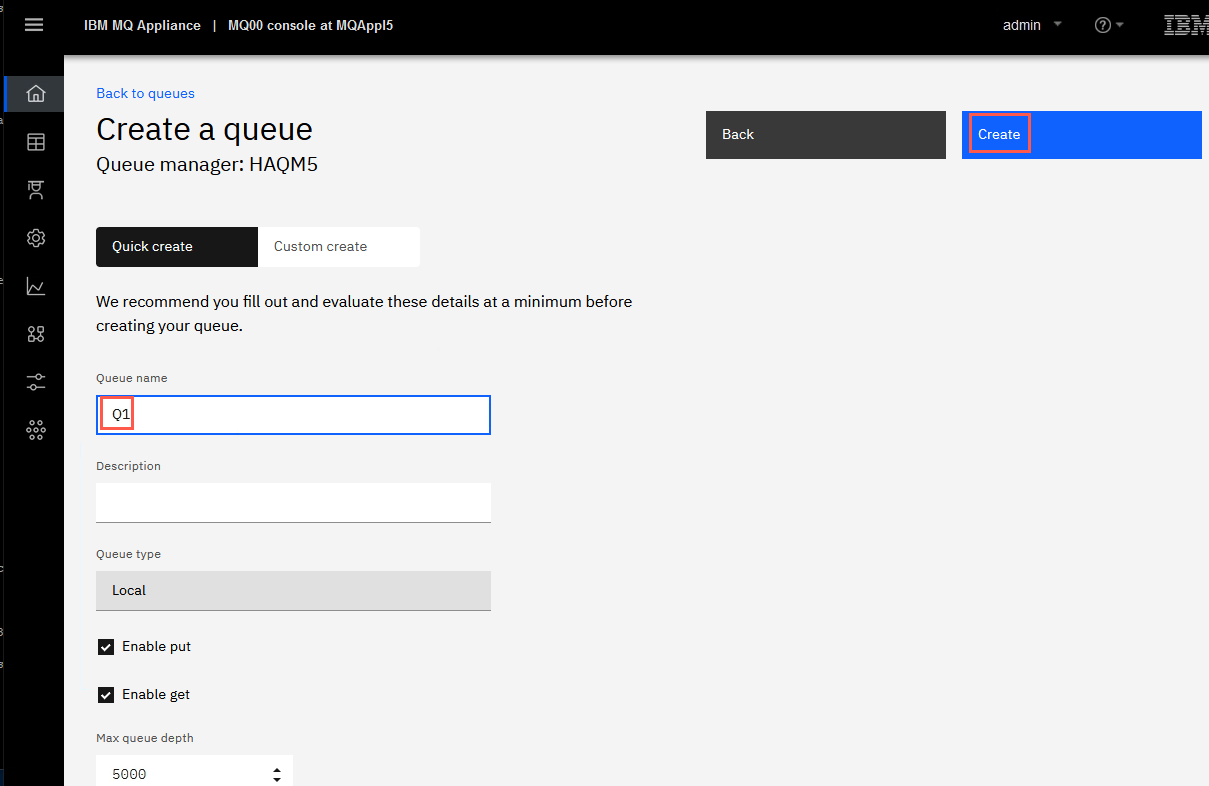 IBM MQ Appliance | MQ00 console at MQAppl5
admin
IBM
Back to queues
Create a queue
Queue manager: HAQM5
Back
Create
Quick create
Custom create
We recommend you fill out and evaluate these details at a minimum before
creating your queue.
Queue name
Q1
Description
Queue type
Local
Enable put
Enable get
Max queue depth
5000